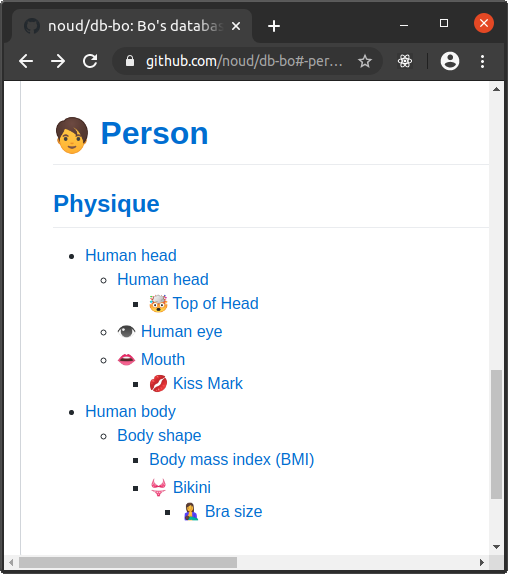 noud/db-bo: Bo's databas
github.com/noud/db-bo#-per...
Person
Physique
Human head
Human head
Top of Head
Human eye
Mouth
Kiss Mark
Human body
Body shape
Body mass index (BMI)
Bikini
Bra size